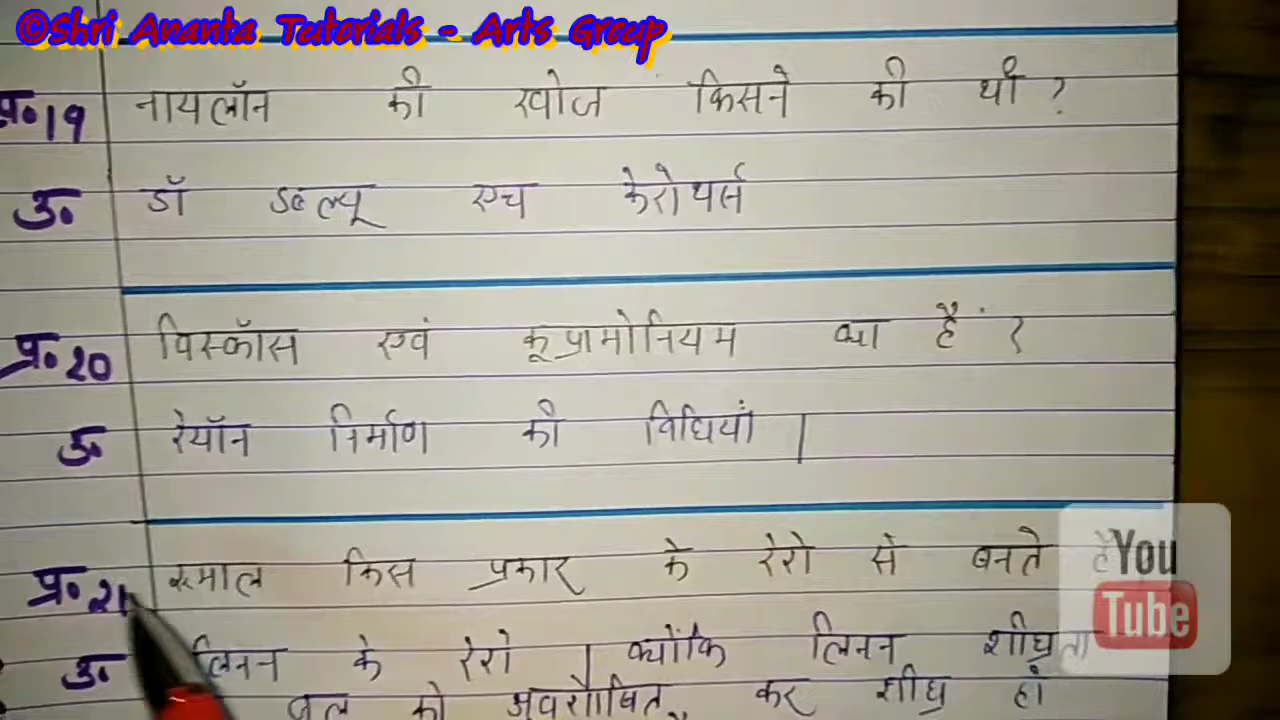 ©Shri Ananta Tutorials - Arts Group
प्र.19 नायलॉन की खोज किसने की थी ?
उ. डॉ डब्ल्यू एच केरोथर्स
प्र.20 विस्कॉस एवं कूप्रामोनियम क्या हैं ?
उ रेयॉन निर्माण की विधियाँ |
प्र.21 रूमाल किस प्रकार के रेशे से बनते हैं
उ. लिनन के रेशे | क्योंकि लिनन शीघ्रता
जल को अवशोषित कर शीघ्र ही
You
Tube